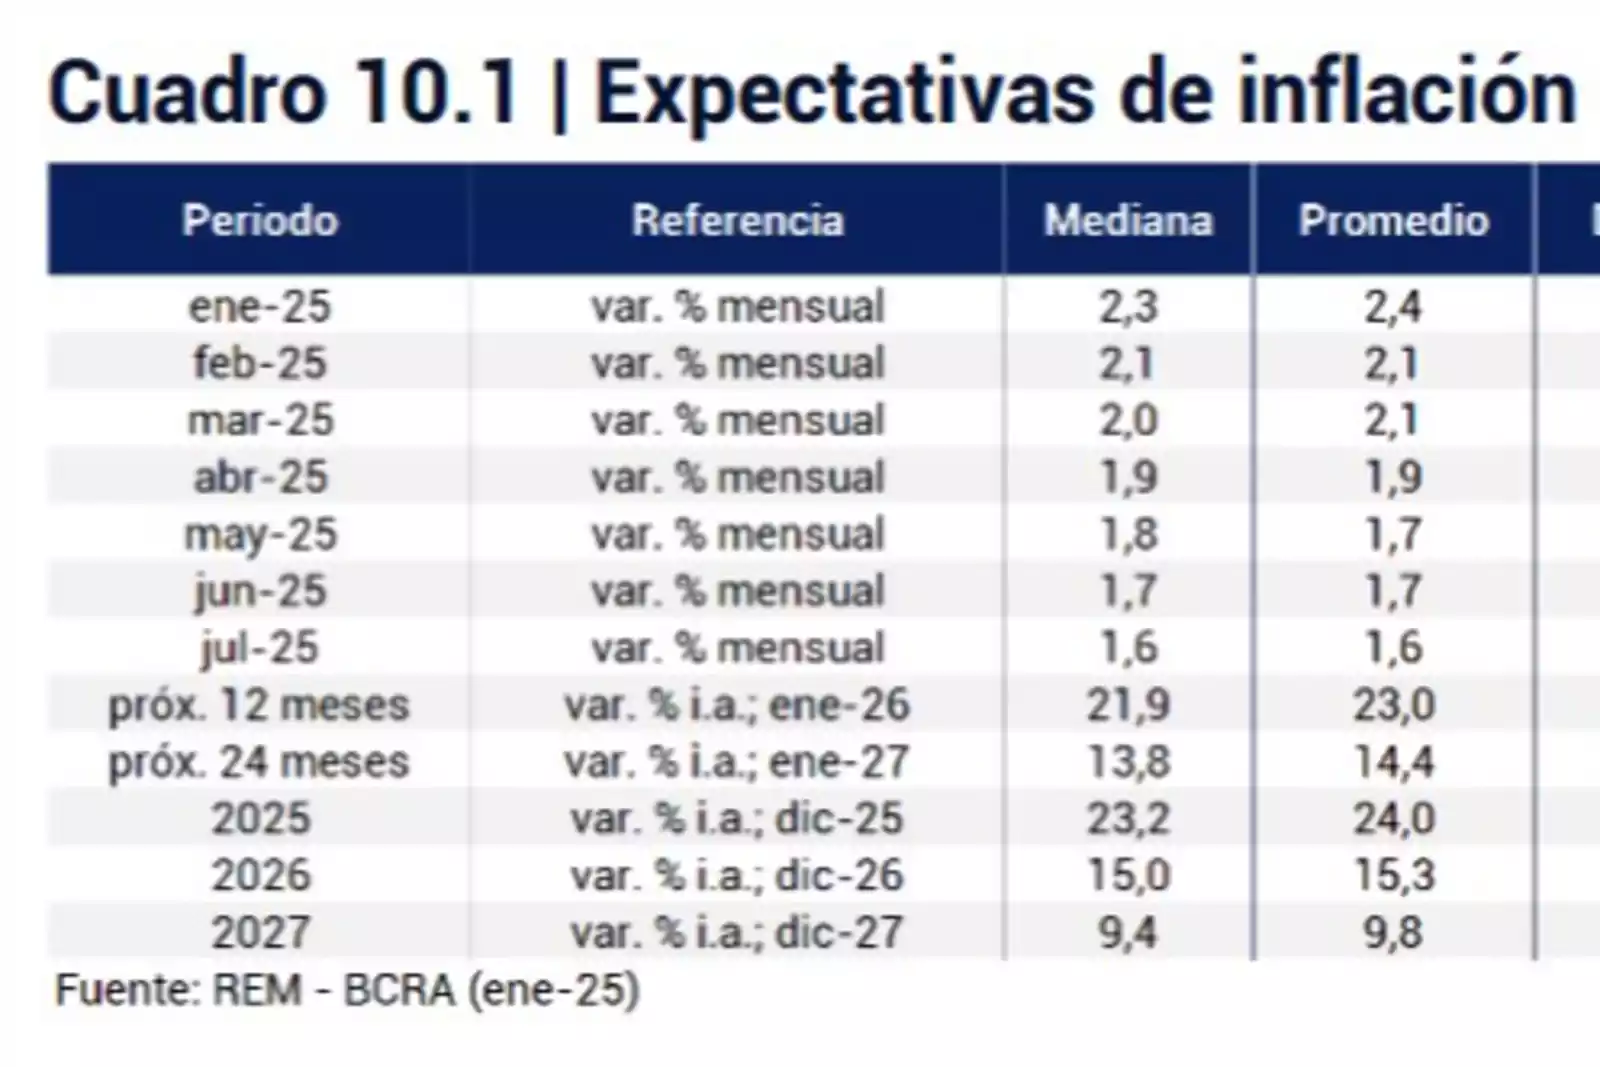 Cuadro 10.1 | Expectativas de inflación
Periodo Referencia Mediana Promedio
ene-25 var. % mensual 2,3 2,4
feb-25 var. % mensual 2,1 2,1
mar-25 var. % mensual 2,0 2,1
abr-25 var. % mensual 1,9 1,9
may-25 var. % mensual 1,8 1,7
jun-25 var. % mensual 1,7 1,7
jul-25 var. % mensual 1,6 1,6
próx. 12 meses var. % i.a.; ene-26 21,9 23,0
próx. 24 meses var. % i.a.; ene-27 13,8 14,4
2025 var. % i.a.; dic-25 23,2 24,0
2026 var. % i.a.; dic-26 15,0 15,3
2027 var. % i.a.; dic-27 9,4 9,8
Fuente: REM - BCRA (ene-25)